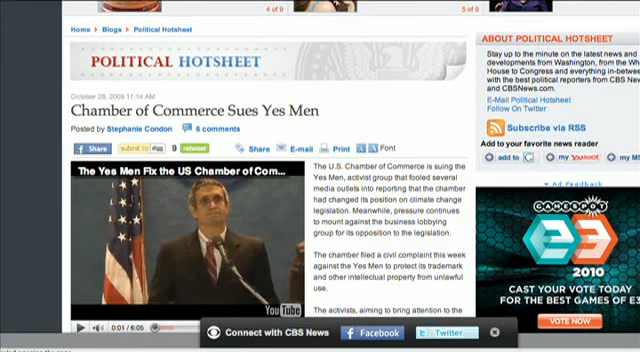 4 of 9
5 of 9
Home
Blogs
Political Hotsheet
POLITICAL HOTSHEET
October 28, 2009 11:14 AM
Chamber of Commerce Sues Yes Men
Posted by Stephanie Condon
6 comments
Share
submit to digg
9
retweet
Share
E-mail
Print
A
A
Font
The Yes Men Fix the US Chamber of Com...
YouTube
0:01 / 6:05
The U.S. Chamber of Commerce is suing the
Yes Men, activist group that fooled several
media outlets into reporting that the chamber
had changed its position on climate change
legislation. Meanwhile, pressure continues
to mount against the business lobbying
group for its opposition to the legislation.
The chamber filed a civil complaint this week
against the Yes Men to protect its trademark
and other intellectual property from unlawful
use.
The activists, aiming to bring attention to the
ABOUT POLITICAL HOTSHEET
Stay up to the minute on the latest news and
developments from Washington, from the Wh
House to Congress and everything in-betwee
with the best political reporters from CBS New
and CBSNews.com.
E-Mail Political Hotsheet
Follow On Twitter
Subscribe via RSS
Add to your favorite news reader
add to
my YAHOO!
my MS
Ad Feedback
GAMESPOT
E3
2010
CAST YOUR VOTE TODAY
FOR THE BEST GAMES OF E3
VOTE NOW
Connect with CBS News
Facebook
Twitter